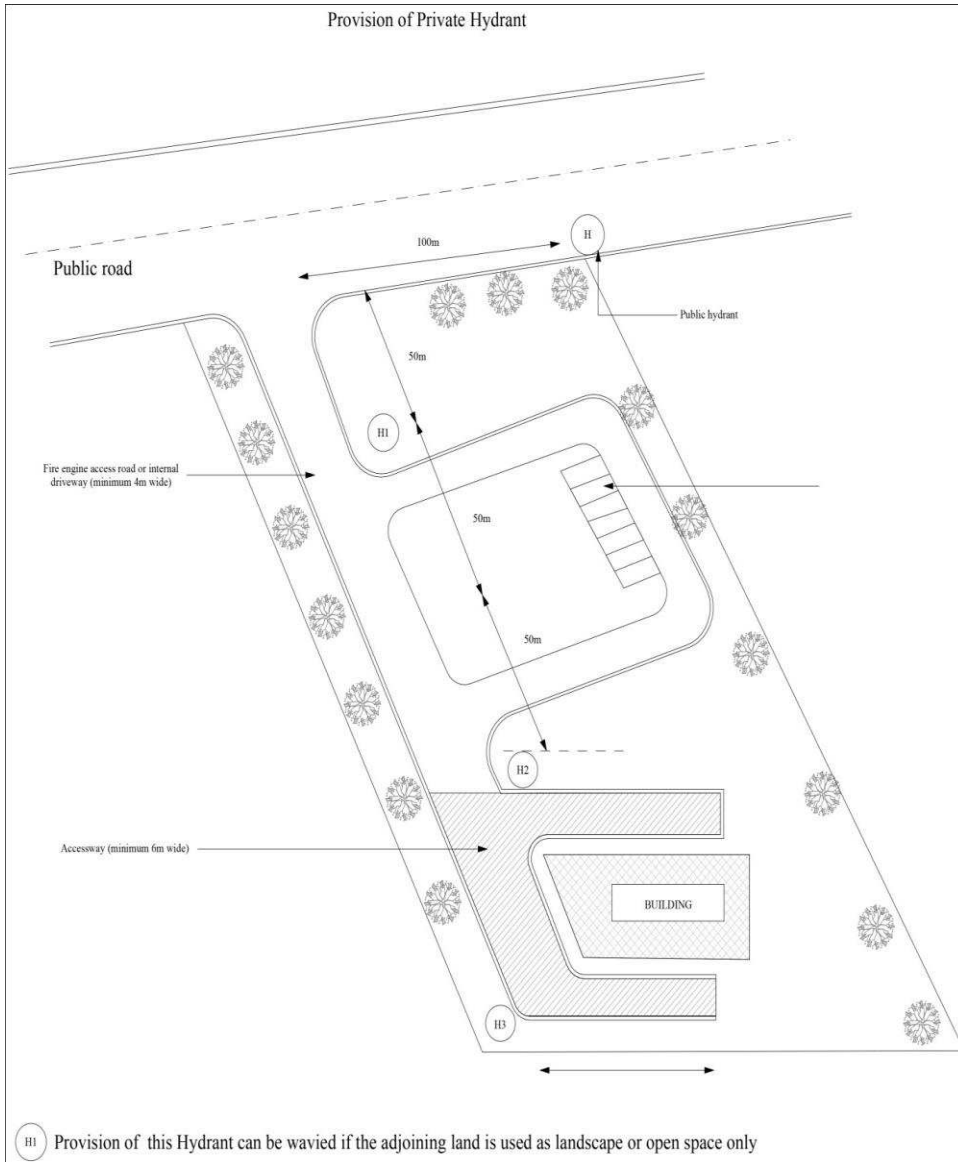 Provision of Private Hydrant
H
100m
Public road
Public hydrant
50m
H1
Fire engine access road or internal
driveway (minimum 4m wide)
50m
50m
H2
Accessway (minimum 6m wide)
BUILDING
H3
H1 Provision of this Hydrant can be wavied if the adjoining land is used as landscape or open space only